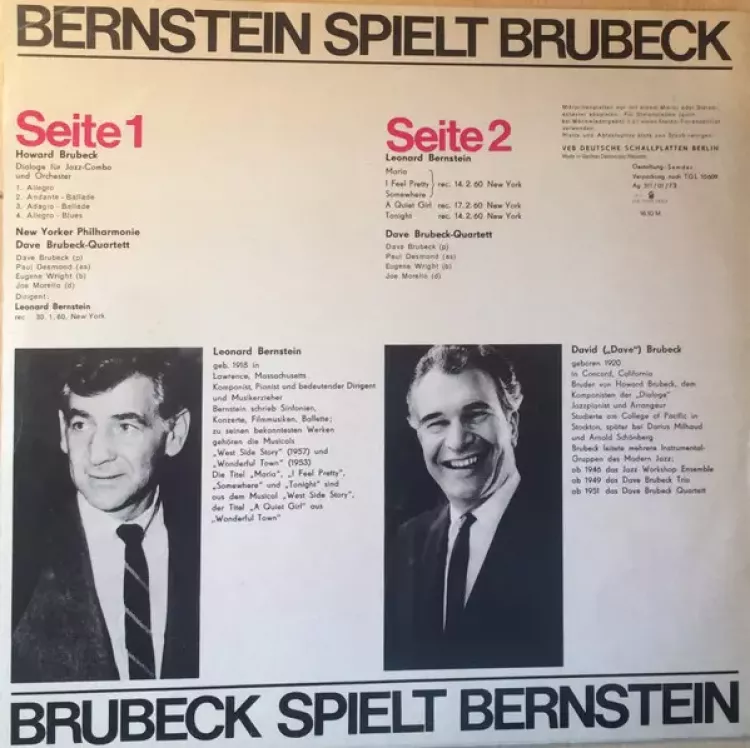 BERNSTEIN SPIELT BRUBECK
Seite 1
Howard Brubeck
Dialoge für Jazz-Combo
und Orchester
1. Allegro
2. Andante - Ballade
3. Adagio - Ballade
4. Allegro - Blues
New Yorker Philharmonie
Dave Brubeck-Quartett
Dave Brubeck (p)
Paul Desmond (as)
Eugene Wright (b)
Joe Morello (d)
Dirigent:
Leonard Bernstein
rec. 30. 1. 60, New York
Seite 2
Leonard Bernstein
Maria
I Feel Pretty rec. 14. 2. 60 New York
Somewhere
A Quiet Girl rec. 17. 2. 60 New York
Tonight rec. 14. 2. 60 New York
Dave Brubeck-Quartett
Dave Brubeck (p)
Paul Desmond (as)
Eugene Wright (b)
Joe Morello (d)
VEB DEUTSCHE SCHALLPLATTEN BERLIN
Gestaltung: Sander
Verpackung nach TGL 10609
16,10 M
Leonard Bernstein
geb. 1918 in
Lawrence, Massachusetts
Komponist, Pianist und bedeutender Dirigent
und Musikerzieher
Bernstein schrieb Sinfonien,
Konzerte, Filmmusiken, Ballette;
zu seinen bekanntesten Werken
gehören die Musicals
„West Side Story“ (1957) und
„Wonderful Town“ (1953)
Die Titel „Maria“, „I Feel Pretty“,
„Somewhere“ und „Tonight“ sind
aus dem Musical „West Side Story“,
der Titel „A Quiet Girl“ aus
„Wonderful Town“
David („Dave“) Brubeck
geboren 1920
in Concord, California
Bruder von Howard Brubeck, dem
Komponisten der „Dialoge“
Jazzpianist und Arrangeur
Studierte am College of Pacific in
Stockton, später bei Darius Milhaud
und Arnold Schönberg
Brubeck leitete mehrere Instrumental-
Gruppen des Modern Jazz;
ab 1946 das Jazz Workshop Ensemble
ab 1949 das Dave Brubeck Trio
ab 1951 das Dave Brubeck Quartett
BRUBECK SPIELT BERNSTEIN